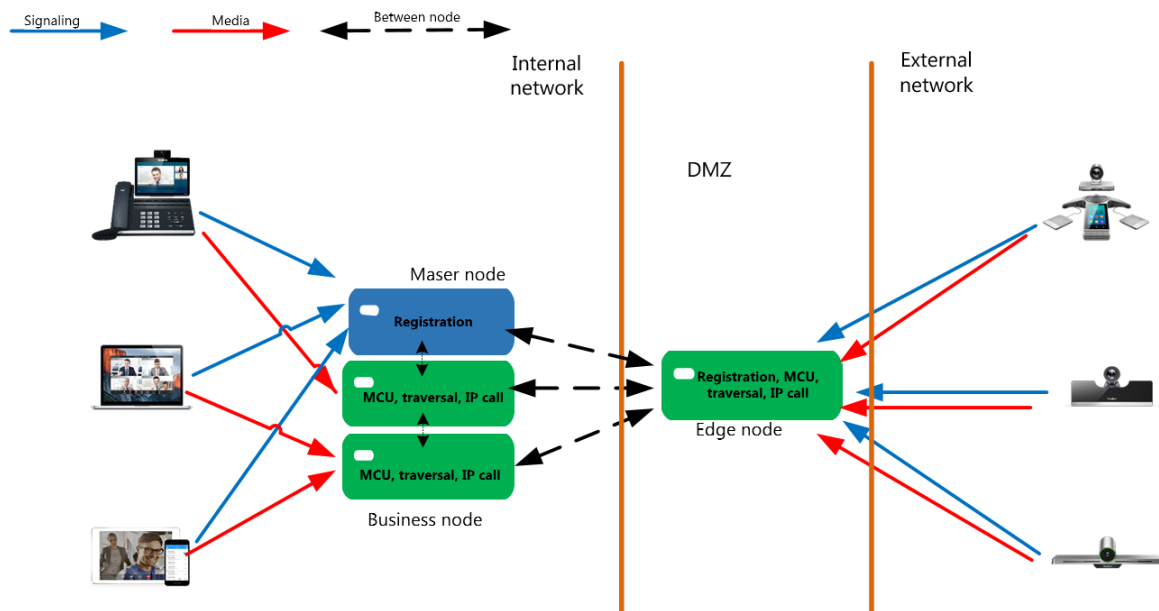 Signaling
Media
Between node
Internal
network
External
network
DMZ
Maser node
Registration
MCU, traversal, IP call
MCU, traversal, IP call
Business node
Registration, MCU,
traversal, IP call
Edge node